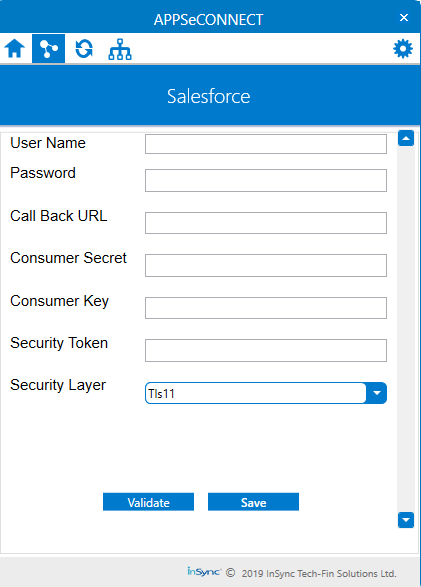 APPSeCONNECT
Salesforce
User Name
Password
Call Back URL
Consumer Secret
Consumer Key
Security Token
Security Layer Tls11
Validate Save
inSync © 2019 InSync Tech-Fin Solutions Ltd.